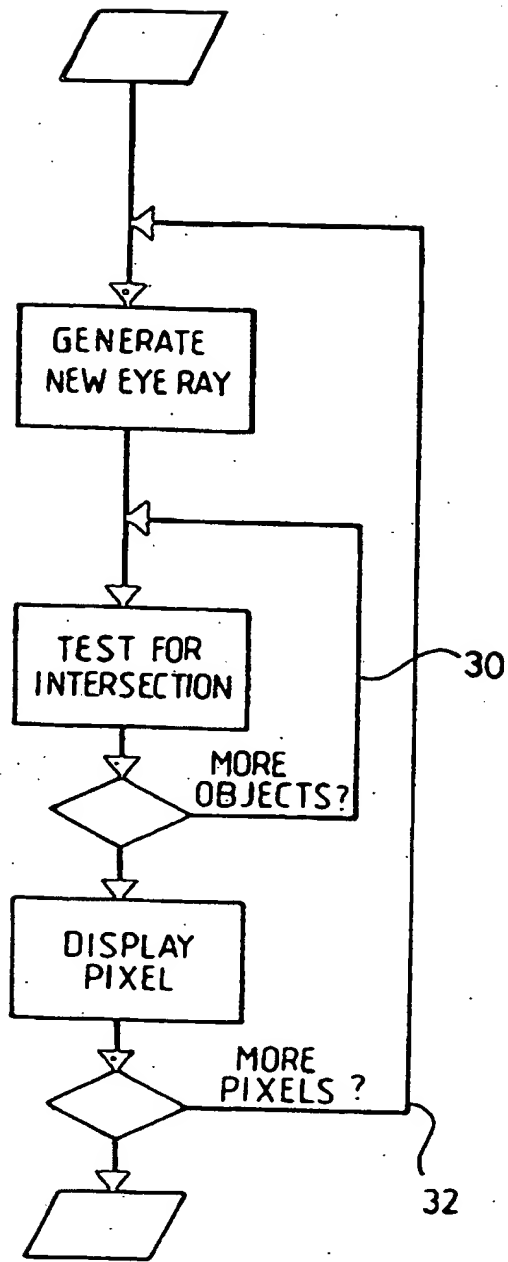 GENERATE
NEW EYE RAY
TEST FOR
INTERSECTION
30
MORE
OBJECTS?
DISPLAY
PIXEL
MORE
PIXELS ?
32